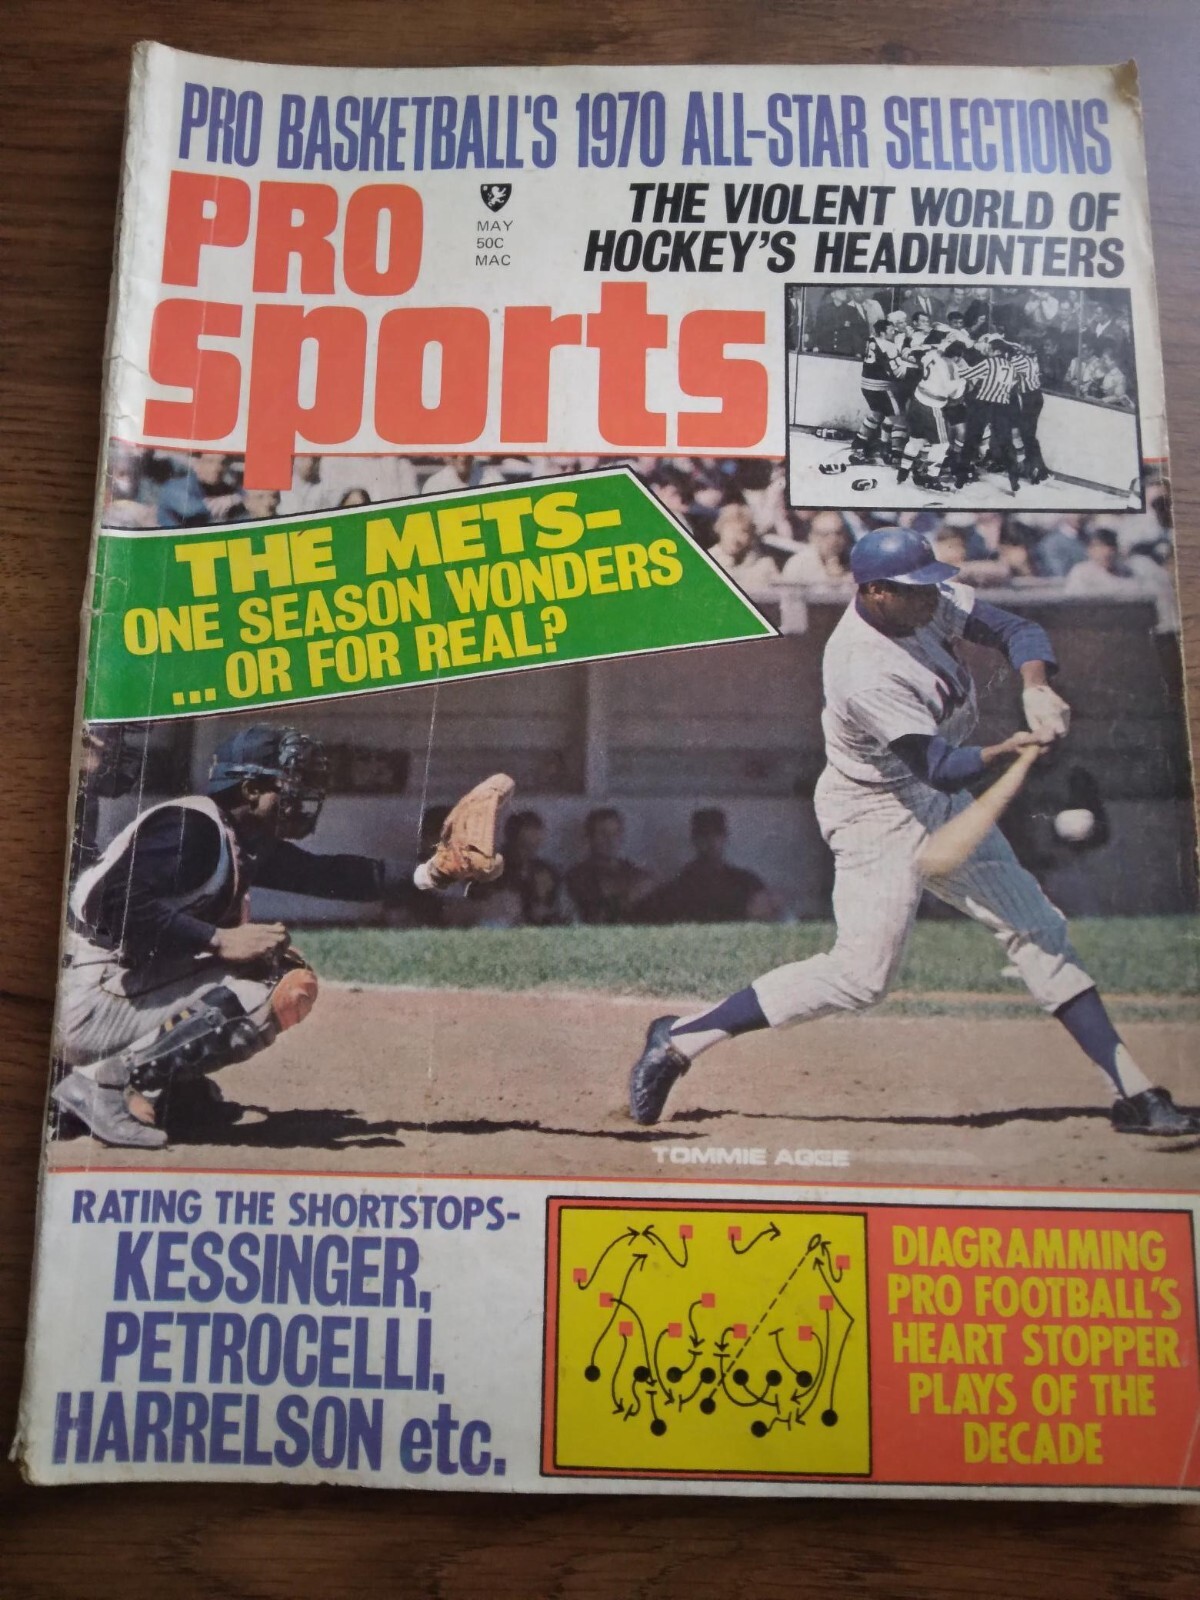 PRO BASKETBALL'S 1970 ALL-STAR SELECTIONS
PRO
sports
MAY
50C
MAC
THE VIOLENT WORLD OF
HOCKEY'S HEADHUNTERS
THE METS-
ONE SEASON WONDERS
...OR FOR REAL?
TOMMIE AGEE
RATING THE SHORTSTOPS-
KESSINGER,
PETROCELLI,
HARRELSON etc.
DIAGRAMMING
PRO FOOTBALL'S
HEART STOPPER
PLAYS OF THE
DECADE